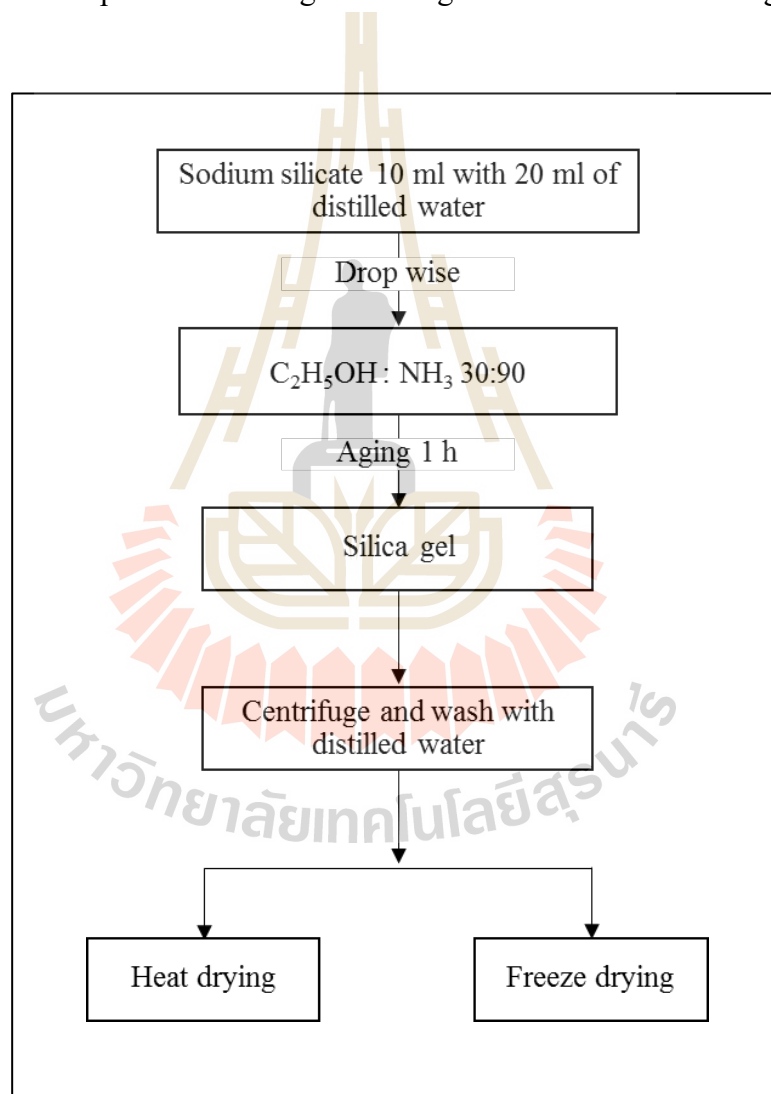 Sodium silicate 10 ml with 20 ml of
distilled water
Drop wise
C₂H₅OH : NH₃ 30:90
Aging 1 h
Silica gel
Centrifuge and wash with
distilled water
มหาวิทยาลัยเทคโนโลยีสุรนารี
Heat drying
Freeze drying